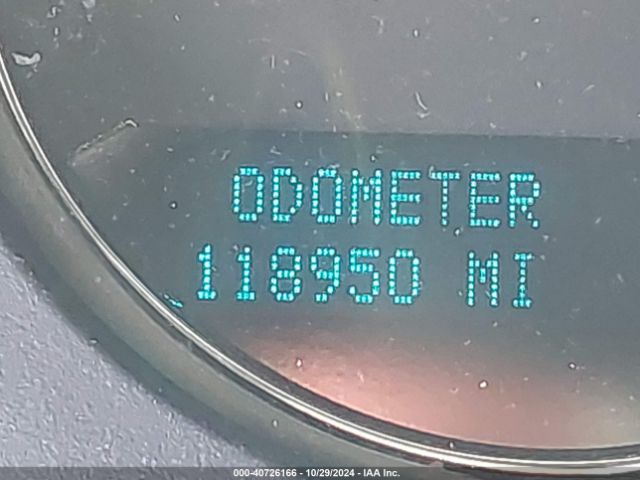 ODOMETER
118950 MI
000-40726166 - 10/29/2024 - IAA Inc.